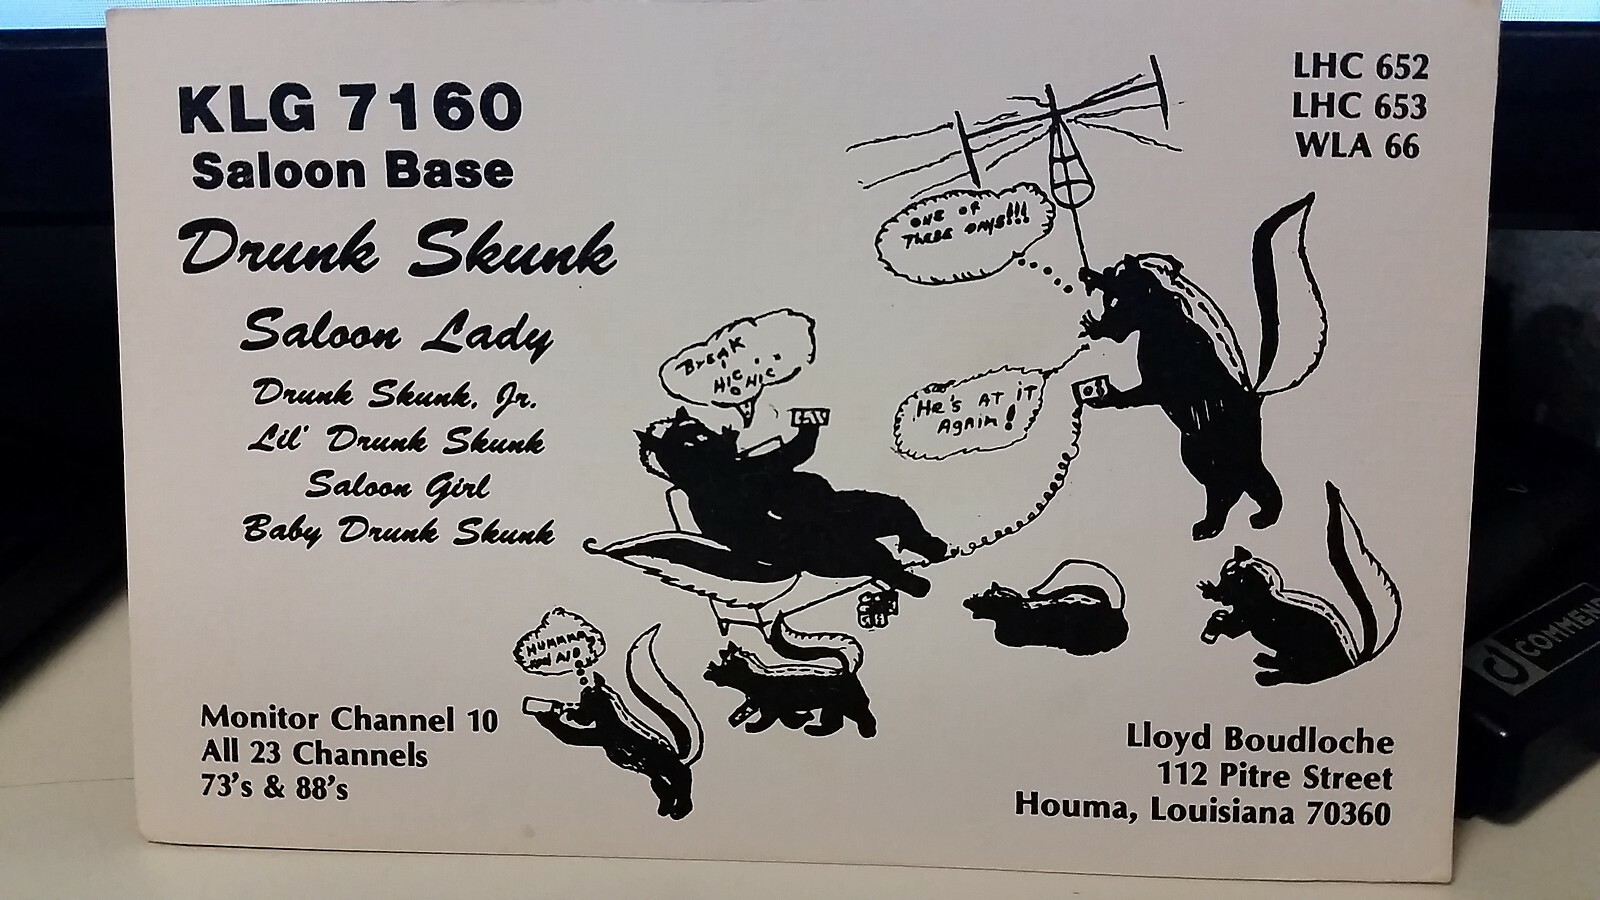 KLG 7160
Saloon Base
Drunk Skunk
Saloon Lady
Drunk Skunk, Jr.
Lil' Drunk Skunk
Saloon Girl
Baby Drunk Skunk
LHC 652
LHC 653
WLA 66
ONE OF
THESE DAYS!!!
BREAK
HIC HIC
HE'S AT IT
AGAIN!
HUMMMM
Monitor Channel 10
All 23 Channels
73's & 88's
Lloyd Boudloche
112 Pitre Street
Houma, Louisiana 70360
COMMEN